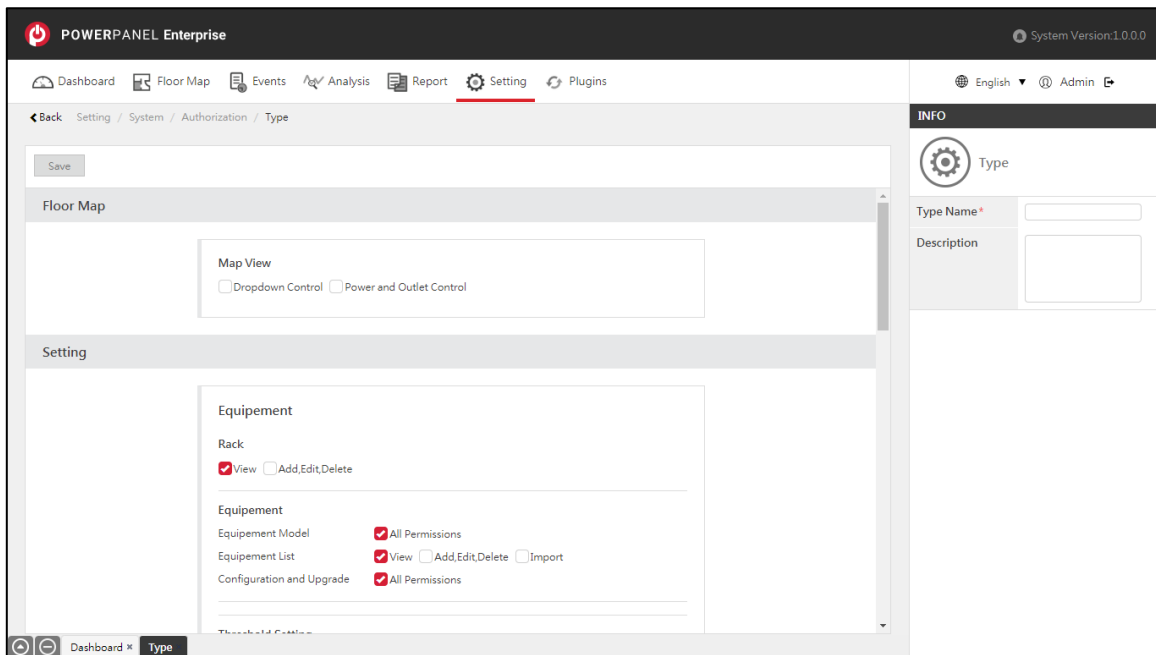 POWERPANEL Enterprise
System Version:1.0.0.0
Dashboard Floor Map Events Analysis Report Setting Plugins
English Admin
Back Setting / System / Authorization / Type
INFO
Save
Type
Floor Map
Type Name*
Description
Map View
Dropdown Control Power and Outlet Control
Setting
Equipement
Rack
View Add,Edit,Delete
Equipement
Equipement Model All Permissions
Equipement List View Add,Edit,Delete Import
Configuration and Upgrade All Permissions
Threshold Setting
Dashboard × Type